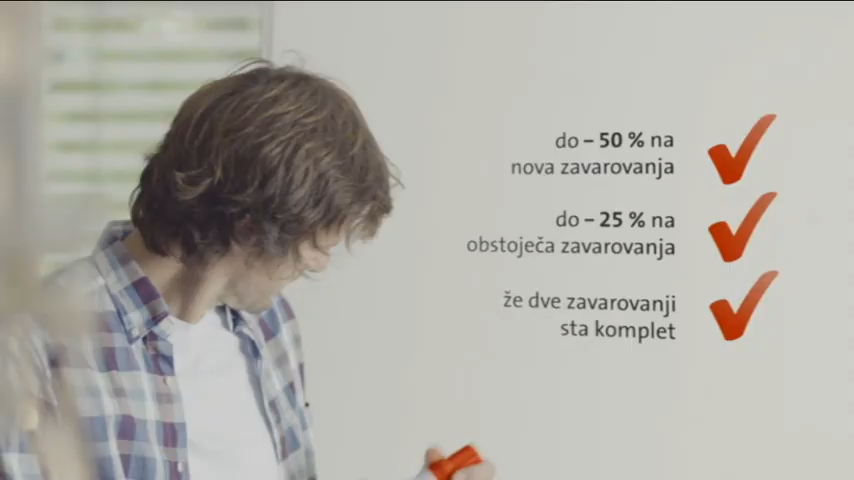 do – 50 % na
nova zavarovanja
do – 25 % na
obstoječa zavarovanja
že dve zavarovanji
sta komplet